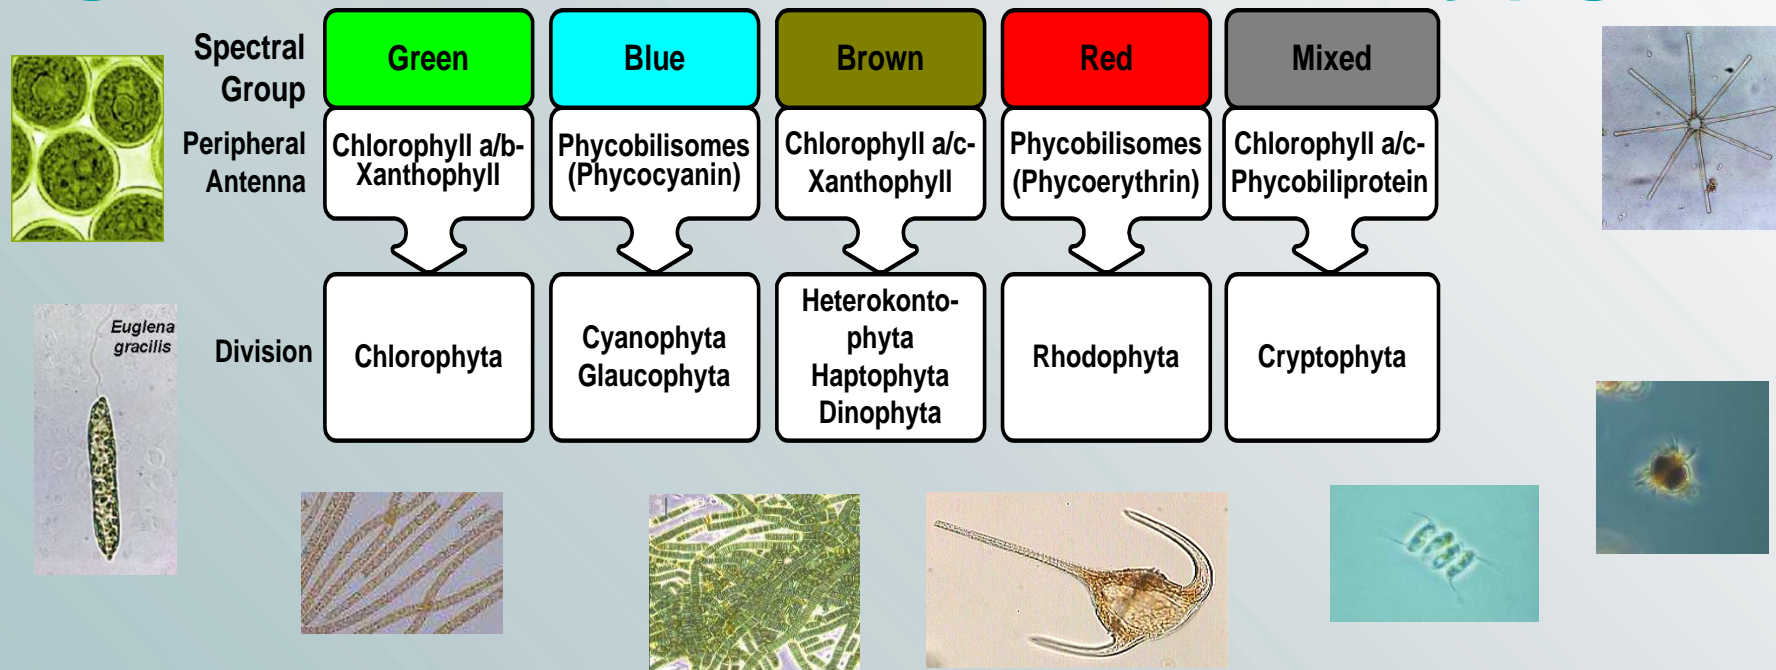 Spectral
Group
Green
Blue
Brown
Red
Mixed
Peripheral
Antenna
Chlorophyll a/b-
Xanthophyll
Phycobilisomes
(Phycocyanin)
Chlorophyll a/c-
Xanthophyll
Phycobilisomes
(Phycoerythrin)
Chlorophyll a/c-
Phycobiliprotein
Division
Chlorophyta
Cyanophyta
Glaucophyta
Heterokonto-
phyta
Haptophyta
Dinophyta
Rhodophyta
Cryptophyta
Euglena
gracilis